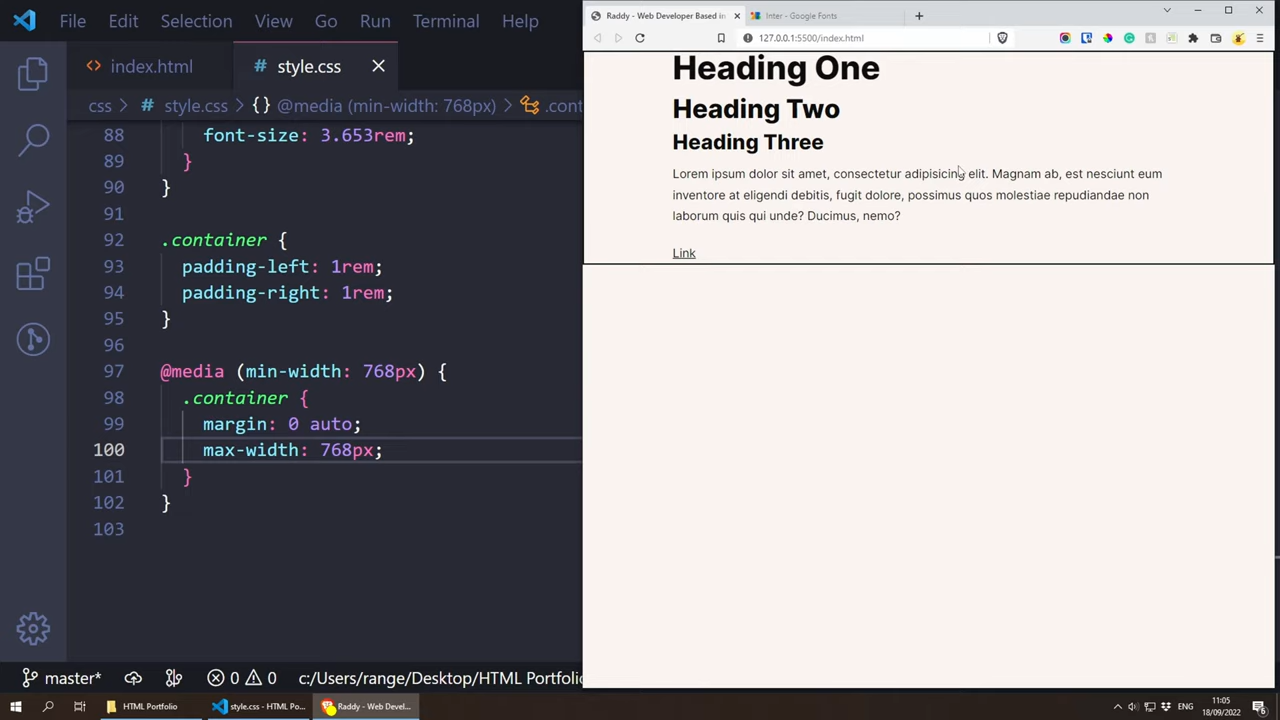 File Edit Selection View Go Run Terminal Help
index.html
style.css
css > # style.css > {} @media (min-width: 768px) > .cont
88 font-size: 3.653rem;
89 }
90 }
91
92 .container {
93 padding-left: 1rem;
94 padding-right: 1rem;
95 }
96
97 @media (min-width: 768px) {
98 .container {
99 margin: 0 auto;
100 max-width: 768px;
101 }
102 }
103
master* 0 0 c:/Users/range/Desktop/HTML Portfolio
Raddy - Web Developer Based in
Inter - Google Fonts
127.0.0.1:5500/index.html
Heading One
Heading Two
Heading Three
Lorem ipsum dolor sit amet, consectetur adipisicing elit. Magnam ab, est nesciunt eum
inventore at eligendi debitis, fugit dolore, possimus quos molestiae repudiandae non
laborum quis qui unde? Ducimus, nemo?
Link
HTML Portfolio
style.css - HTML Po...
Raddy - Web Devel...
ENG
11:05
18/09/2022